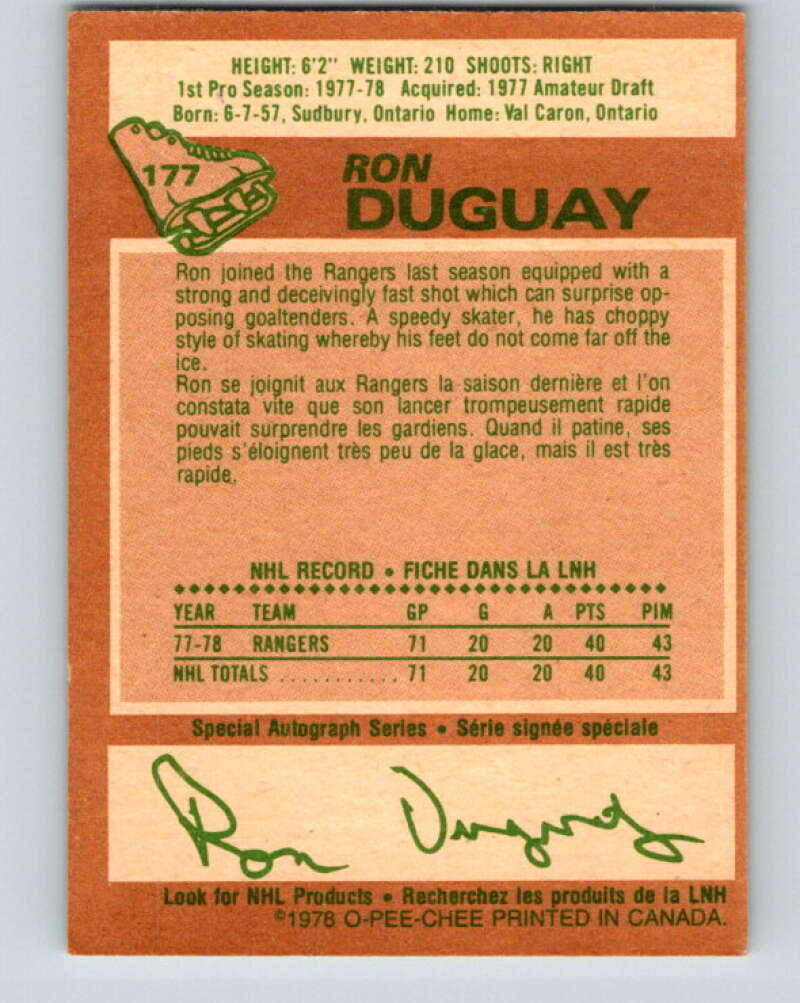 HEIGHT: 6'2" WEIGHT: 210 SHOOTS: RIGHT
1st Pro Season: 1977-78 Acquired: 1977 Amateur Draft
Born: 6-7-57, Sudbury, Ontario Home: Val Caron, Ontario
177
RON
DUGUAY
Ron joined the Rangers last season equipped with a
strong and deceivingly fast shot which can surprise op-
posing goaltenders. A speedy skater, he has choppy
style of skating whereby his feet do not come far off the
ice.
Ron se joignit aux Rangers la saison dernière et l'on
constata vite que son lancer trompeusement rapide
pouvait surprendre les gardiens. Quand il patine, ses
pieds s'éloignent très peu de la glace, mais il est très
rapide.
NHL RECORD • FICHE DANS LA LNH
YEAR TEAM GP G A PTS PIM
77-78 RANGERS 71 20 20 40 43
NHL TOTALS ........... 71 20 20 40 43
Special Autograph Series • Série signée spéciale
Ron Duguay
Look for NHL Products • Recherchez les produits de la LNH
©1978 O-PEE-CHEE PRINTED IN CANADA.